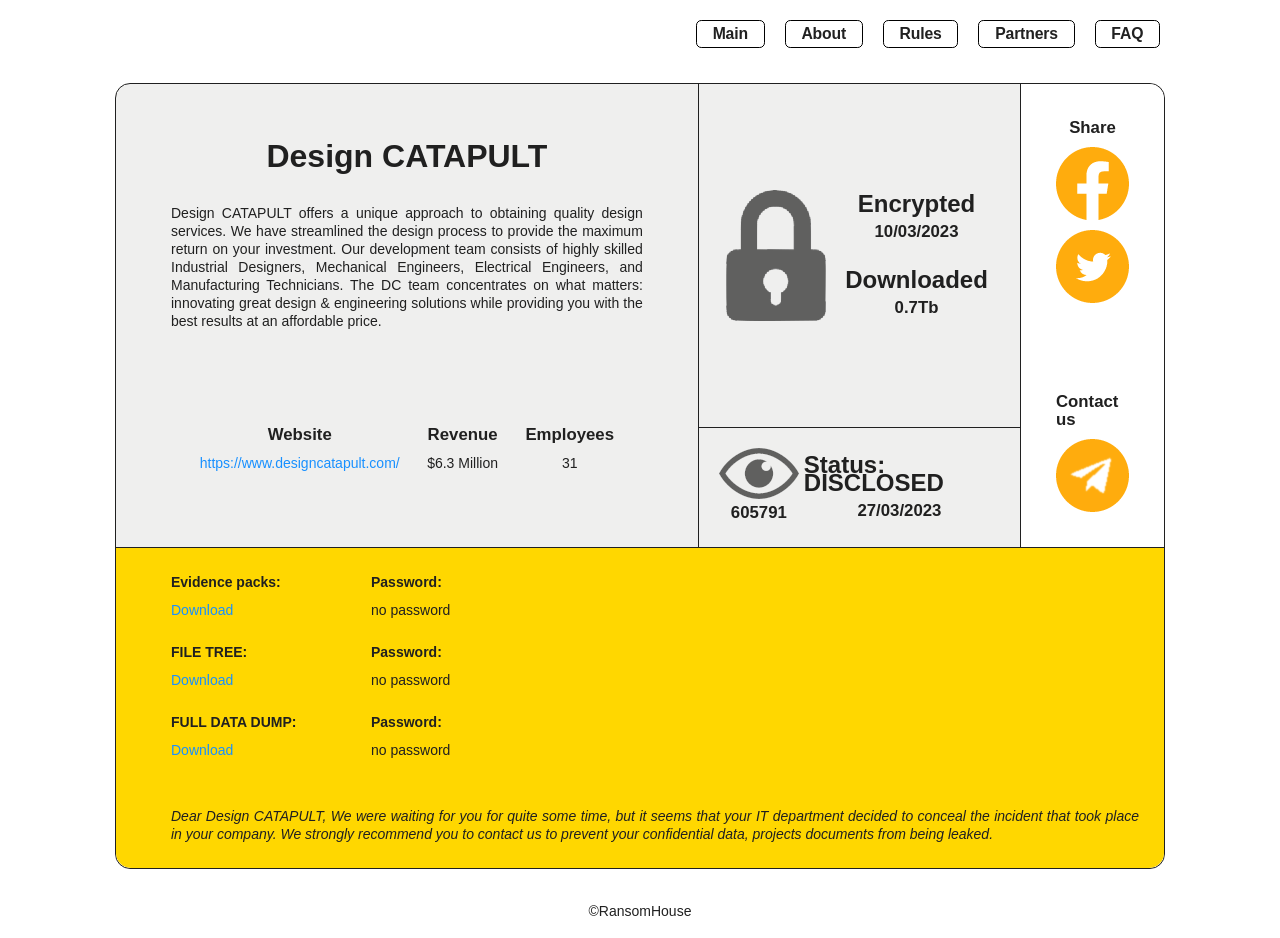 Main
About
Rules
Partners
FAQ
Design CATAPULT
Design CATAPULT offers a unique approach to obtaining quality design
services. We have streamlined the design process to provide the maximum
return on your investment. Our development team consists of highly skilled
Industrial Designers, Mechanical Engineers, Electrical Engineers, and
Manufacturing Technicians. The DC team concentrates on what matters:
innovating great design & engineering solutions while providing you with the
best results at an affordable price.
Website
https://www.designcatapult.com/
Revenue
$6.3 Million
Employees
31
Encrypted
10/03/2023
Downloaded
0.7Tb
605791
Status:
DISCLOSED
27/03/2023
Share
Contact
us
Evidence packs:
Password:
Download
no password
FILE TREE:
Password:
Download
no password
FULL DATA DUMP:
Password:
Download
no password
Dear Design CATAPULT, We were waiting for you for quite some time, but it seems that your IT department decided to conceal the incident that took place
in your company. We strongly recommend you to contact us to prevent your confidential data, projects documents from being leaked.
©RansomHouse